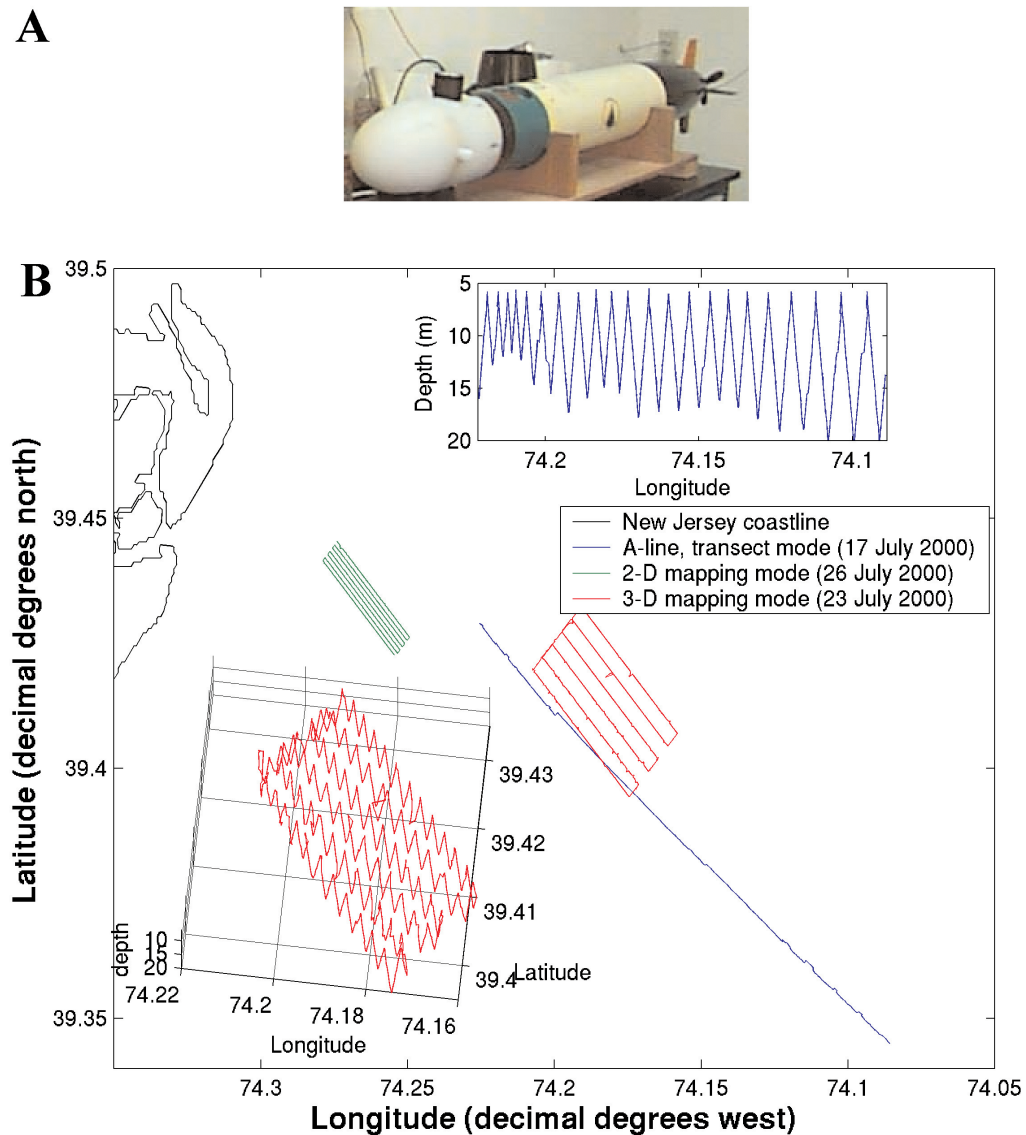 A
B
39.5
39.45
39.4
39.35
Latitude (decimal degrees north)
74.3
74.25
74.2
74.15
74.1
74.05
Longitude (decimal degrees west)
5
10
15
20
Depth (m)
74.2
74.15
74.1
Longitude
New Jersey coastline
A-line, transect mode (17 July 2000)
2-D mapping mode (26 July 2000)
3-D mapping mode (23 July 2000)
39.43
39.42
39.41
39.4
Latitude
depth
10
15
20
74.22
74.2
74.18
74.16
Longitude